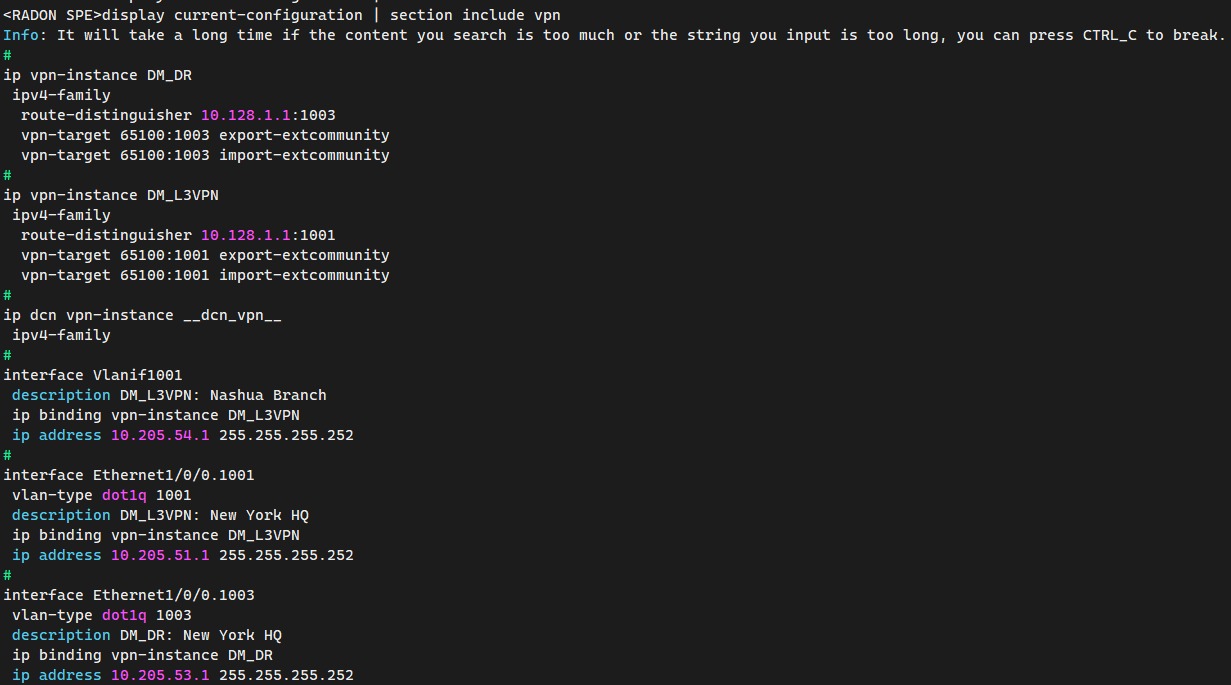 <RADON SPE>display current-configuration | section include vpn
Info: It will take a long time if the content you search is too much or the string you input is too long, you can press CTRL_C to break.
#
ip vpn-instance DM_DR
 ipv4-family
  route-distinguisher 10.128.1.1:1003
  vpn-target 65100:1003 export-extcommunity
  vpn-target 65100:1003 import-extcommunity
#
ip vpn-instance DM_L3VPN
 ipv4-family
  route-distinguisher 10.128.1.1:1001
  vpn-target 65100:1001 export-extcommunity
  vpn-target 65100:1001 import-extcommunity
#
ip dcn vpn-instance __dcn_vpn__
 ipv4-family
#
interface Vlanif1001
 description DM_L3VPN: Nashua Branch
 ip binding vpn-instance DM_L3VPN
 ip address 10.205.54.1 255.255.255.252
#
interface Ethernet1/0/0.1001
 vlan-type dot1q 1001
 description DM_L3VPN: New York HQ
 ip binding vpn-instance DM_L3VPN
 ip address 10.205.51.1 255.255.255.252
#
interface Ethernet1/0/0.1003
 vlan-type dot1q 1003
 description DM_DR: New York HQ
 ip binding vpn-instance DM_DR
 ip address 10.205.53.1 255.255.255.252